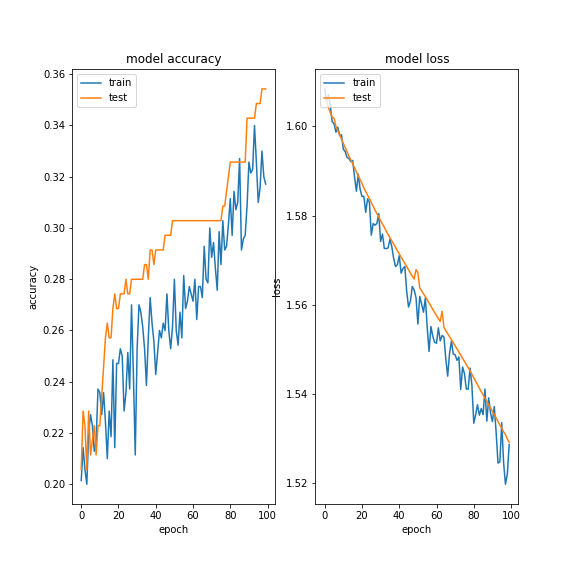 model accuracy
train
test
0.36
0.34
0.32
0.30
0.28
0.26
0.24
0.22
0.20
accuracy
0
20
40
60
80
100
epoch
model loss
train
test
1.60
1.58
1.56
1.54
1.52
loss
0
20
40
60
80
100
epoch